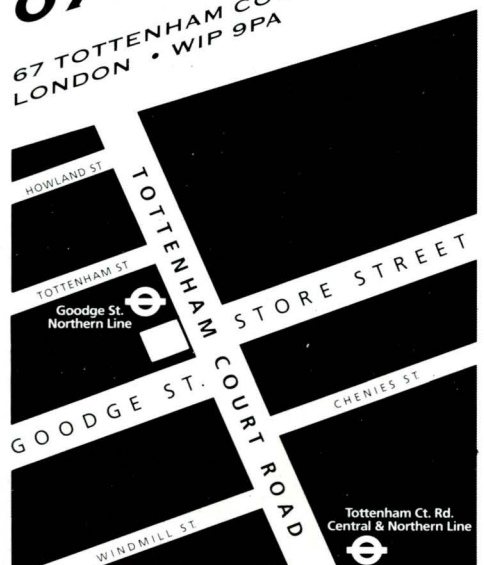 67 TOTTENHAM
LONDON • W1P 9PA
HOWLAND ST
TOTTENHAM COURT ROAD
TOTTENHAM ST
Goodge St.
Northern Line
STORE STREET
GOODGE ST.
CHENIES ST.
WINDMILL ST
Tottenham Ct. Rd.
Central & Northern Line